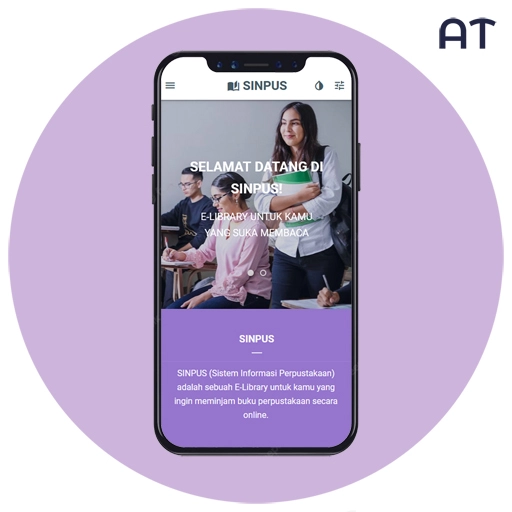 AT
SINPUS
SELAMAT DATANG DI
SINPUS!
E-LIBRARY UNTUK KAMU
YANG SUKA MEMBACA
SINPUS
SINPUS (Sistem Informasi Perpustakaan)
adalah sebuah E-Library untuk kamu yang
ingin meminjam buku perpustakaan secara
online.